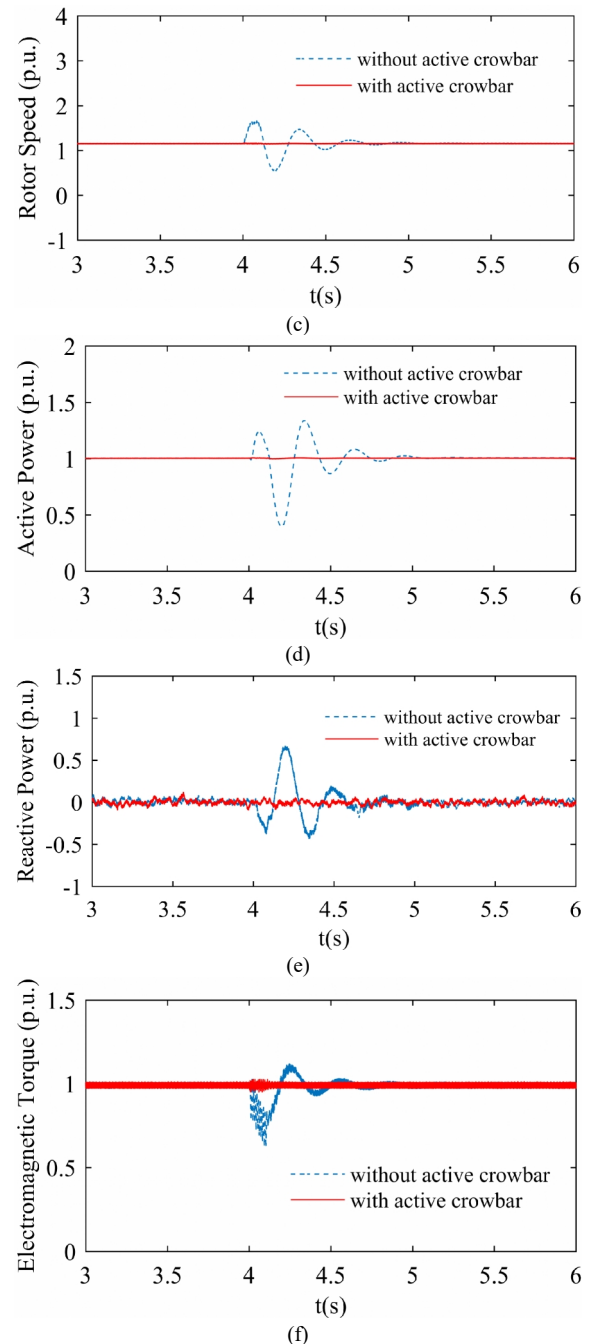 4
3
2
1
0
-1
Rotor Speed (p.u.)
without active crowbar
with active crowbar
3 3.5 4 4.5 5 5.5 6
t(s)
(c)
2
1.5
1
0.5
0
Active Power (p.u.)
without active crowbar
with active crowbar
3 3.5 4 4.5 5 5.5 6
t(s)
(d)
1.5
1
0.5
0
-0.5
-1
Reactive Power (p.u.)
without active crowbar
with active crowbar
3 3.5 4 4.5 5 5.5 6
t(s)
(e)
1.5
1
0.5
0
Electromagnetic Torque (p.u.)
without active crowbar
with active crowbar
3 3.5 4 4.5 5 5.5 6
t(s)
(f)